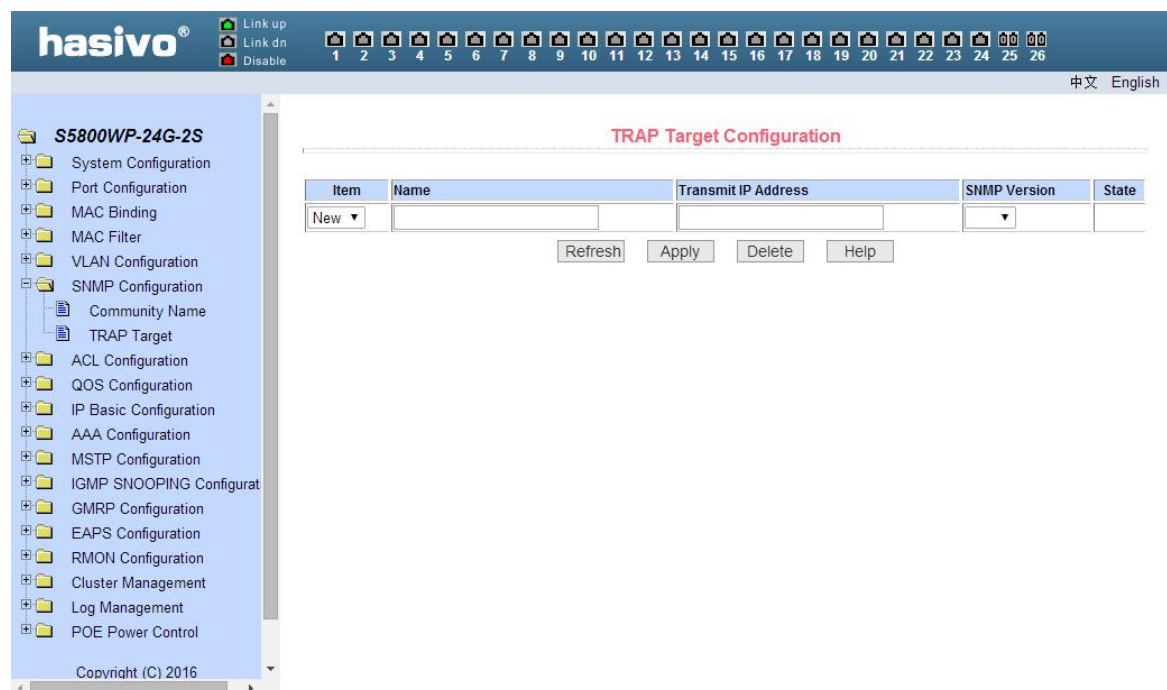 hasivo®
Link up
Link dn
Disable
1 2 3 4 5 6 7 8 9 10 11 12 13 14 15 16 17 18 19 20 21 22 23 24 25 26
中文 English
S5800WP-24G-2S
System Configuration
Port Configuration
MAC Binding
MAC Filter
VLAN Configuration
SNMP Configuration
Community Name
TRAP Target
ACL Configuration
QOS Configuration
IP Basic Configuration
AAA Configuration
MSTP Configuration
IGMP SNOOPING Configurat
GMRP Configuration
EAPS Configuration
RMON Configuration
Cluster Management
Log Management
POE Power Control
Copyright (C) 2016
TRAP Target Configuration
Item Name Transmit IP Address SNMP Version State
New
Refresh Apply Delete Help